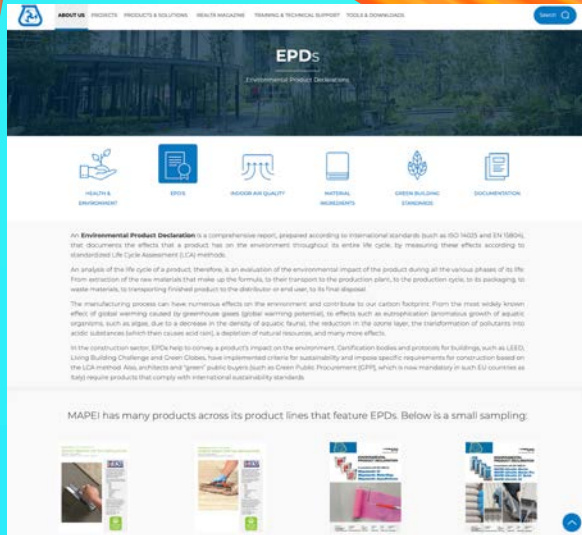 ABOUT US PROJECTS PRODUCTS & SOLUTIONS REALTÀ MAGAZINE TRAINING & TECHNICAL SUPPORT TOOLS & DOWNLOADS Search
EPDs
Environmental Product Declarations
HEALTH & ENVIRONMENT
EPDS
INDOOR AIR QUALITY
MATERIAL INGREDIENTS
GREEN BUILDING STANDARDS
DOCUMENTATION
An Environmental Product Declaration is a comprehensive report, prepared according to international standards (such as ISO 14025 and EN 15804),
that documents the effects that a product has on the environment throughout its entire life cycle, by measuring these effects according to
standardized Life Cycle Assessment (LCA) methods.
An analysis of the life cycle of a product, therefore, is an evaluation of the environmental impact of the product during all the various phases of its life:
From extraction of the raw materials that make up the formula, to their transport to the production plant, to the production cycle, to its packaging, to
waste materials, to transporting finished product to the distributor or end user, to its final disposal.
The manufacturing process can have numerous effects on the environment and contribute to our carbon footprint. From the most widely known
effect of global warming caused by greenhouse gases (global warming potential), to effects such as eutrophication (anomalous growth of aquatic
organisms, such as algae, due to a decrease in the density of aquatic fauna), the reduction in the ozone layer, the transformation of pollutants into
acidic substances (which then causes acid rain), a depletion of natural resources, and many more effects.
In the construction sector, EPDs help to convey a product's impact on the environment. Certification bodies and protocols for buildings, such as LEED,
Living Building Challenge and Green Globes, have implemented criteria for sustainability and impose specific requirements for construction based on
the LCA method. Also, architects and "green" public buyers (such as Green Public Procurement [GPP], which is now mandatory in such EU countries as
Italy) require products that comply with international sustainability standards.
MAPEI has many products across its product lines that feature EPDs. Below is a small sampling:
ENVIRONMENTAL
PRODUCT DECLARATION
ENVIRONMENTAL
PRODUCT DECLARATION